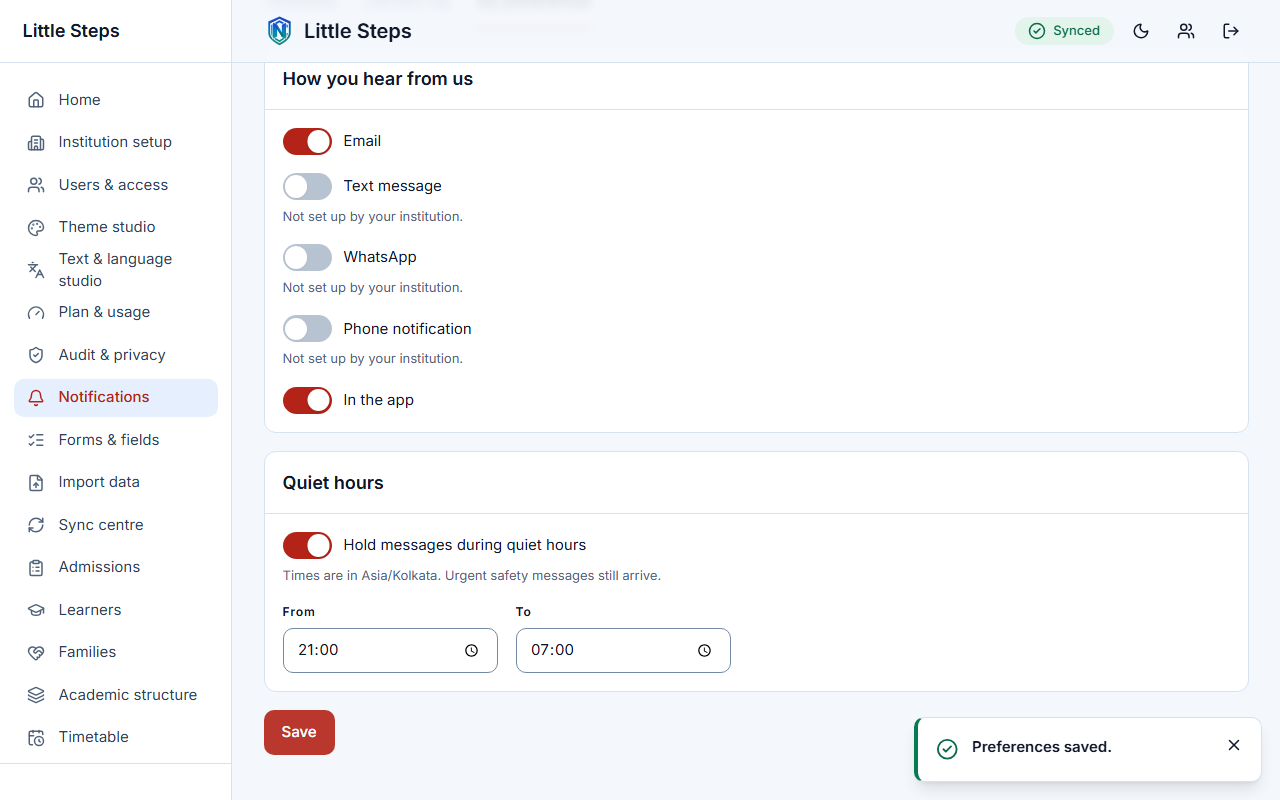 Little Steps
Little Steps
Synced
Home
Institution setup
Users & access
Theme studio
Text & language
studio
Plan & usage
Audit & privacy
Notifications
Forms & fields
Import data
Sync centre
Admissions
Learners
Families
Academic structure
Timetable
How you hear from us
Email
Text message
Not set up by your institution.
WhatsApp
Not set up by your institution.
Phone notification
Not set up by your institution.
In the app
Quiet hours
Hold messages during quiet hours
Times are in Asia/Kolkata. Urgent safety messages still arrive.
From To
21:00 07:00
Save
Preferences saved.